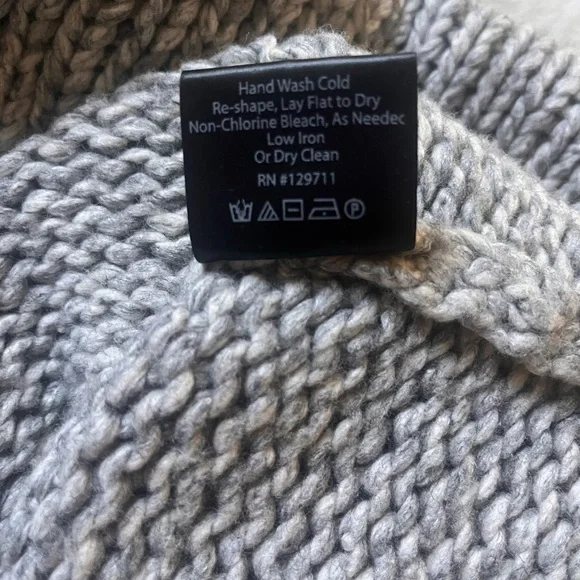 Hand Wash Cold
Re-shape, Lay Flat to Dry
Non-Chlorine Bleach, As Needec
Low Iron
Or Dry Clean
RN #129711
P